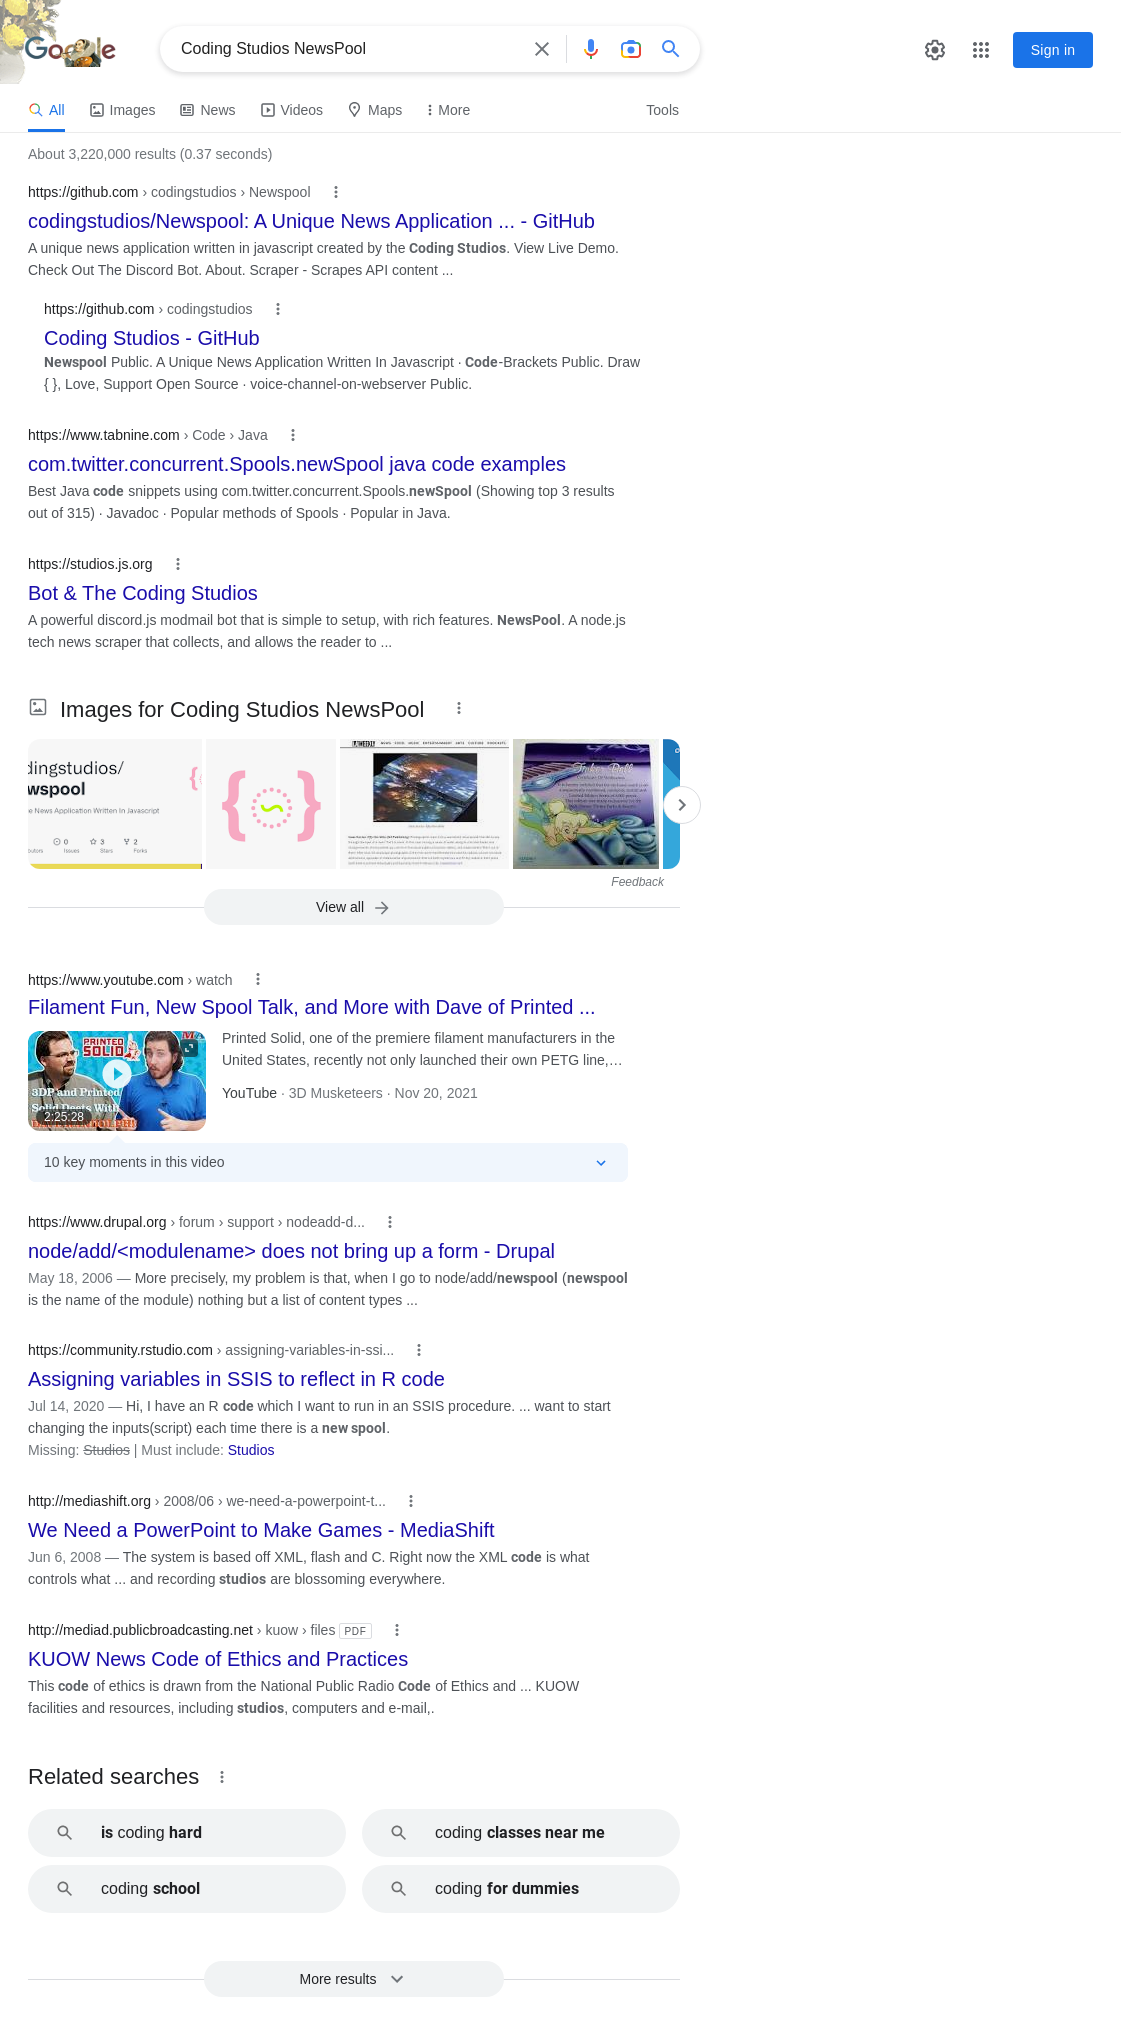 Google
Coding Studios NewsPool
Sign in
All
Images
News
Videos
Maps
More
Tools
About 3,220,000 results (0.37 seconds)
https://github.com › codingstudios › Newspool
codingstudios/Newspool: A Unique News Application ... - GitHub
A unique news application written in javascript created by the Coding Studios. View Live Demo.
Check Out The Discord Bot. About. Scraper - Scrapes API content ...
https://github.com › codingstudios
Coding Studios - GitHub
Newspool Public. A Unique News Application Written In Javascript · Code-Brackets Public. Draw
{ }, Love, Support Open Source · voice-channel-on-webserver Public.
https://www.tabnine.com › Code › Java
com.twitter.concurrent.Spools.newSpool java code examples
Best Java code snippets using com.twitter.concurrent.Spools.newSpool (Showing top 3 results
out of 315) · Javadoc · Popular methods of Spools · Popular in Java.
https://studios.js.org
Bot & The Coding Studios
A powerful discord.js modmail bot that is simple to setup, with rich features. NewsPool. A node.js
tech news scraper that collects, and allows the reader to ...
Images for Coding Studios NewsPool
dingstudios/
wspool
e News Application Written In Javascript
0
3
2
Issues
Stars
Forks
NEWS FOOD MUSIC ENTERTAINMENT ARTS CULTURE PODCASTS
Tinker Bell
Feedback
View all
https://www.youtube.com › watch
Filament Fun, New Spool Talk, and More with Dave of Printed ...
PRINTED
SOLID
3DP and Printed
Solid Deets With
2:25:28
Printed Solid, one of the premiere filament manufacturers in the
United States, recently not only launched their own PETG line,...
YouTube · 3D Musketeers · Nov 20, 2021
10 key moments in this video
https://www.drupal.org › forum › support › nodeadd-d...
node/add/<modulename> does not bring up a form - Drupal
May 18, 2006 — More precisely, my problem is that, when I go to node/add/newspool (newspool
is the name of the module) nothing but a list of content types ...
https://community.rstudio.com › assigning-variables-in-ssi...
Assigning variables in SSIS to reflect in R code
Jul 14, 2020 — Hi, I have an R code which I want to run in an SSIS procedure. ... want to start
changing the inputs(script) each time there is a new spool.
Missing: Studios | Must include: Studios
http://mediashift.org › 2008/06 › we-need-a-powerpoint-t...
We Need a PowerPoint to Make Games - MediaShift
Jun 6, 2008 — The system is based off XML, flash and C. Right now the XML code is what
controls what ... and recording studios are blossoming everywhere.
http://mediad.publicbroadcasting.net › kuow › files PDF
KUOW News Code of Ethics and Practices
This code of ethics is drawn from the National Public Radio Code of Ethics and ... KUOW
facilities and resources, including studios, computers and e-mail,.
Related searches
is coding hard
coding classes near me
coding school
coding for dummies
More results